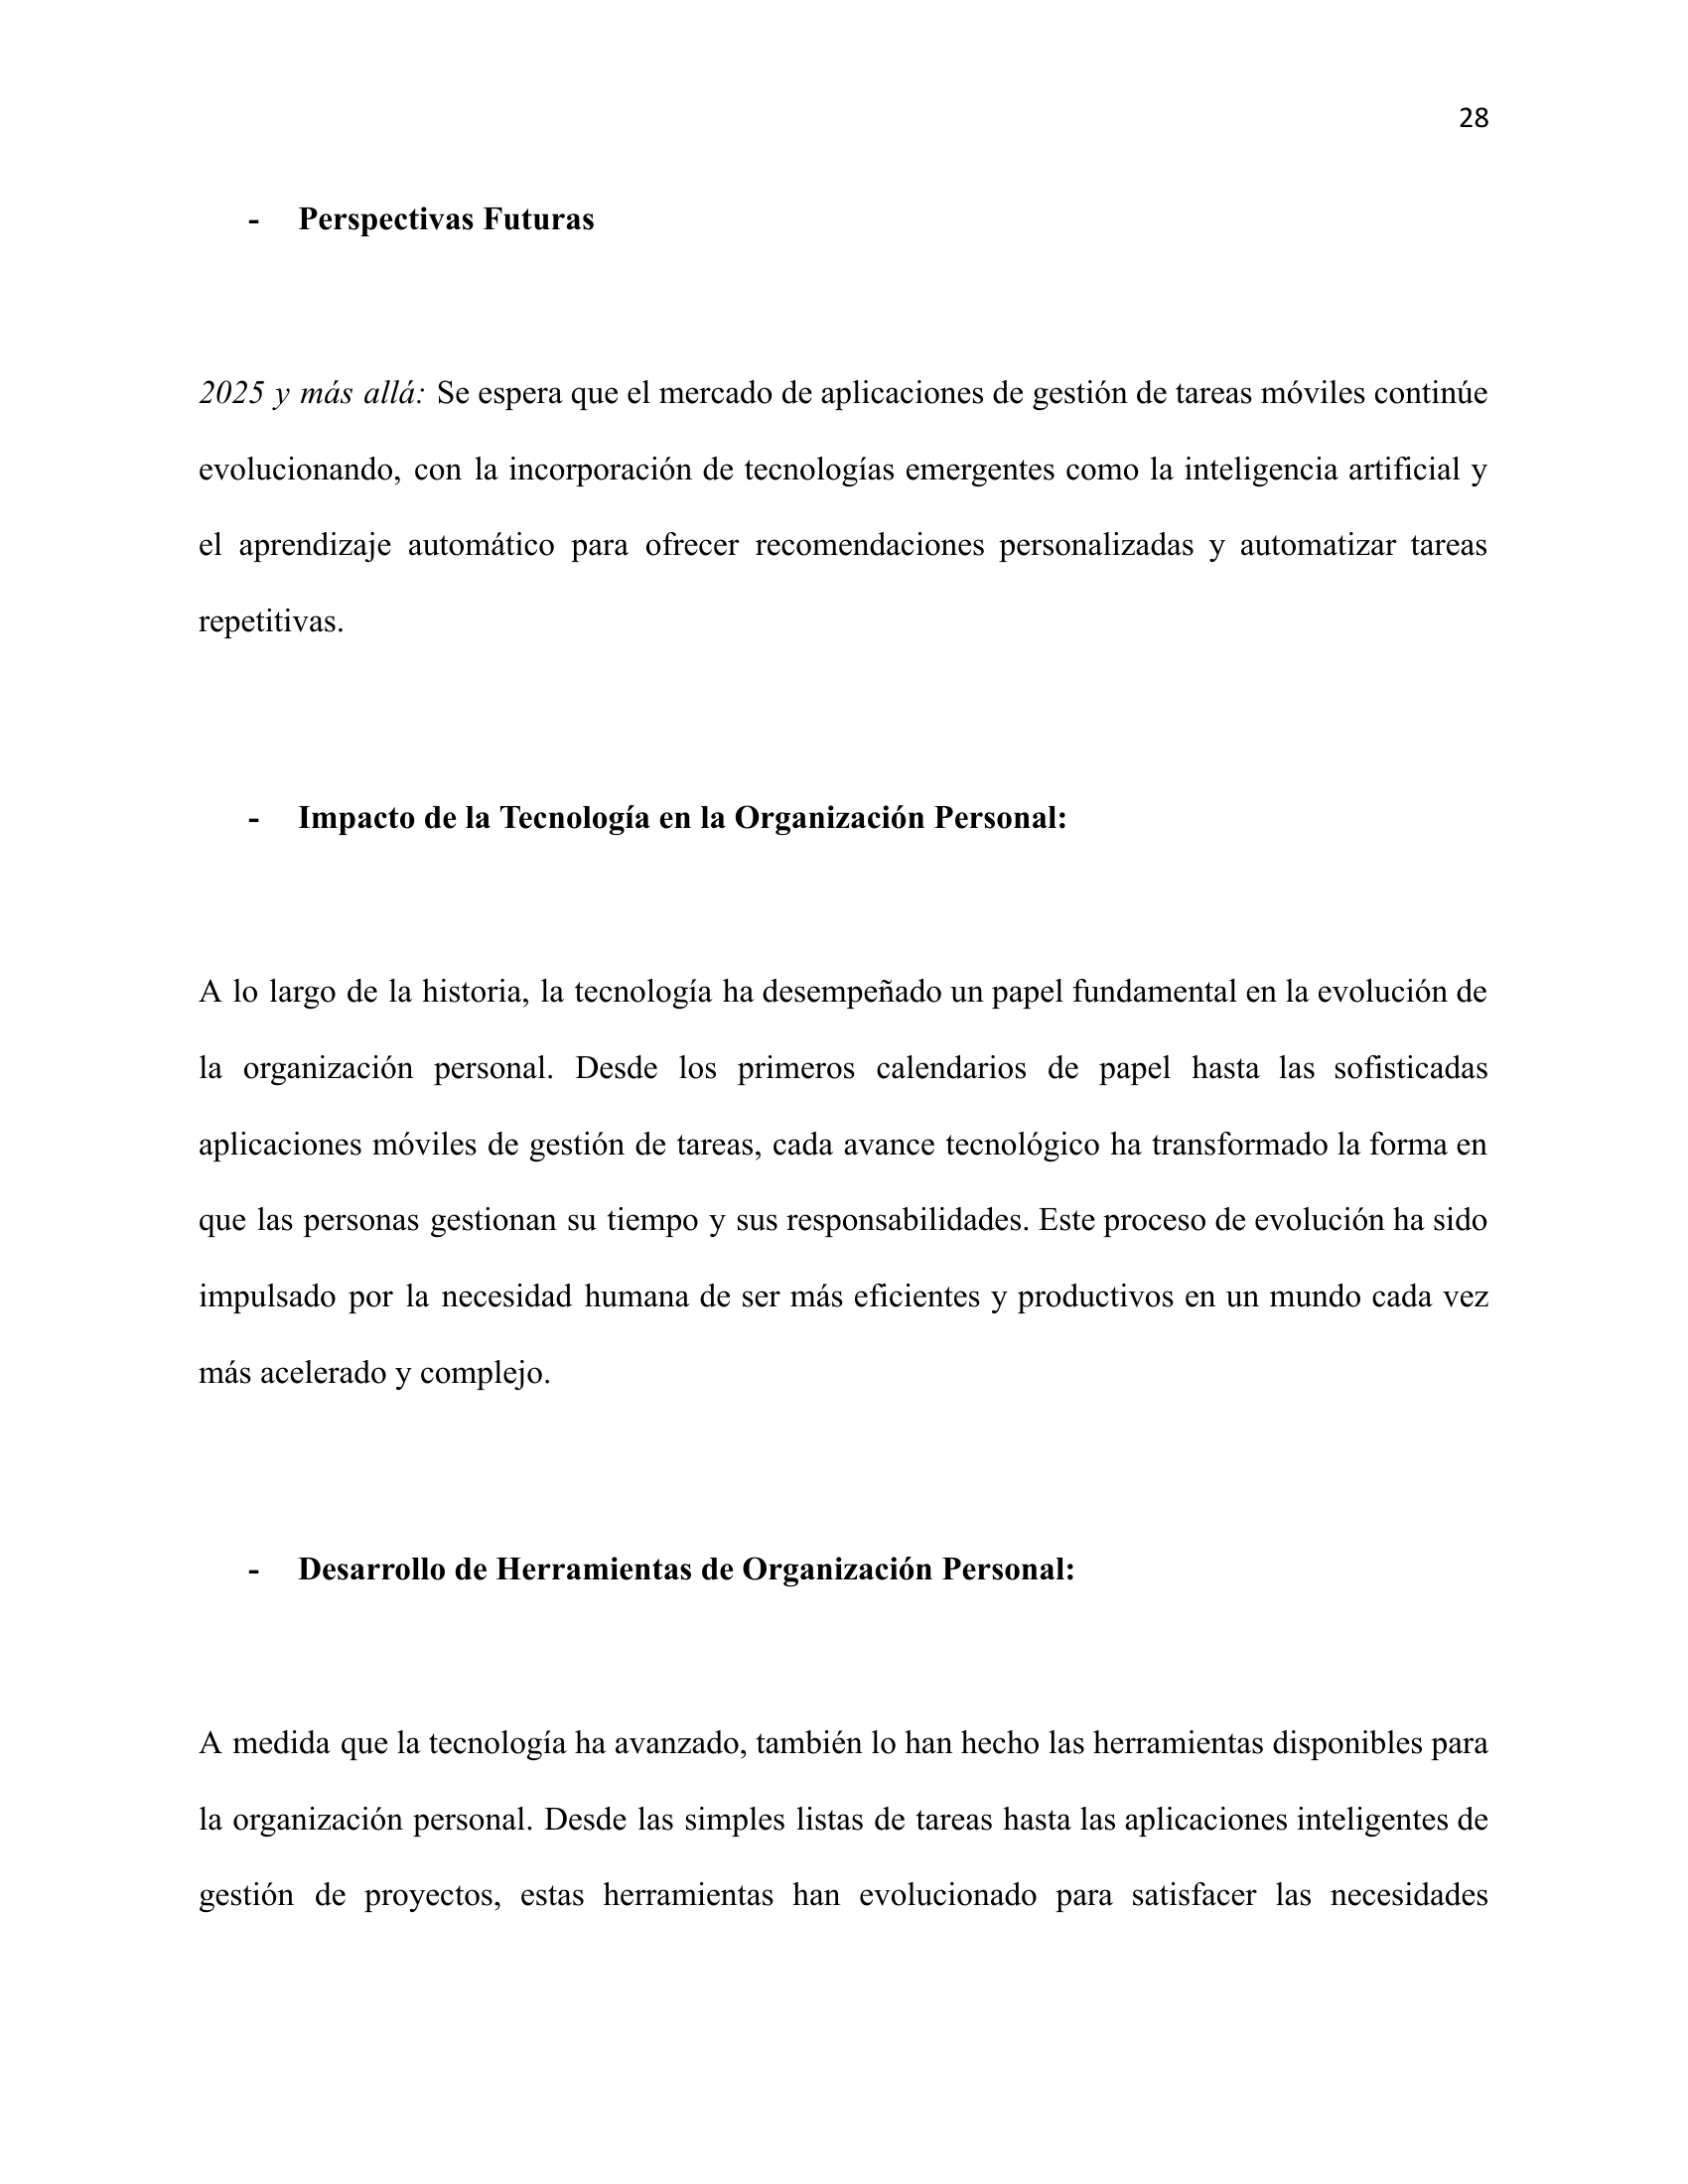 28
- Perspectivas Futuras
2025 y más allá: Se espera que el mercado de aplicaciones de gestión de tareas móviles continúe
evolucionando, con la incorporación de tecnologías emergentes como la inteligencia artificial y
el aprendizaje automático para ofrecer recomendaciones personalizadas y automatizar tareas
repetitivas.
- Impacto de la Tecnología en la Organización Personal:
A lo largo de la historia, la tecnología ha desempeñado un papel fundamental en la evolución de
la organización personal. Desde los primeros calendarios de papel hasta las sofisticadas
aplicaciones móviles de gestión de tareas, cada avance tecnológico ha transformado la forma en
que las personas gestionan su tiempo y sus responsabilidades. Este proceso de evolución ha sido
impulsado por la necesidad humana de ser más eficientes y productivos en un mundo cada vez
más acelerado y complejo.
- Desarrollo de Herramientas de Organización Personal:
A medida que la tecnología ha avanzado, también lo han hecho las herramientas disponibles para
la organización personal. Desde las simples listas de tareas hasta las aplicaciones inteligentes de
gestión de proyectos, estas herramientas han evolucionado para satisfacer las necesidades